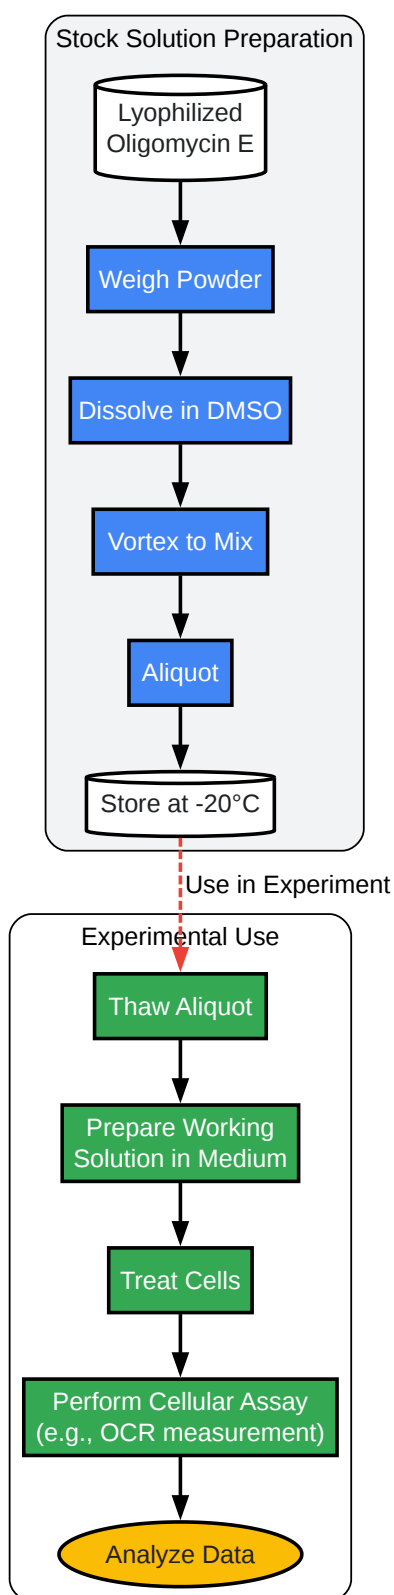 Stock Solution Preparation
Lyophilized
Oligomycin E
Weigh Powder
Dissolve in DMSO
Vortex to Mix
Aliquot
Store at -20°C
Use in Experiment
Experimental Use
Thaw Aliquot
Prepare Working
Solution in Medium
Treat Cells
Perform Cellular Assay
(e.g., OCR measurement)
Analyze Data